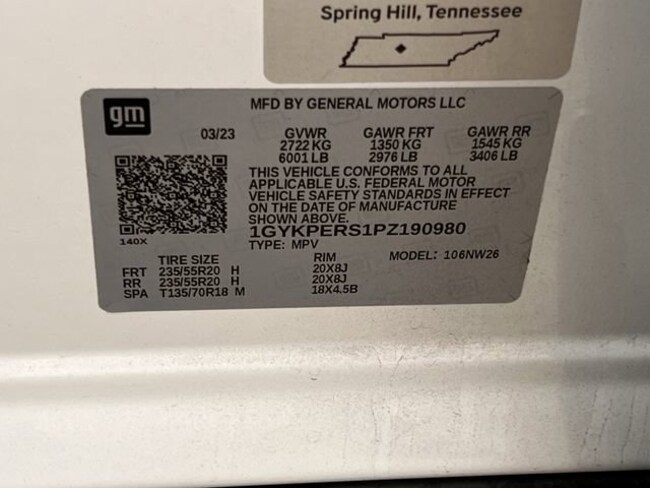 Spring Hill, Tennessee
gm
MFD BY GENERAL MOTORS LLC
03/23 GVWR GAWR FRT GAWR RR
2722 KG 1350 KG 1545 KG
6001 LB 2976 LB 3406 LB
THIS VEHICLE CONFORMS TO ALL
APPLICABLE U.S. FEDERAL MOTOR
VEHICLE SAFETY STANDARDS IN EFFECT
ON THE DATE OF MANUFACTURE
SHOWN ABOVE.
1GYKPERS1PZ190980
140X
TYPE: MPV MODEL: 106NW26
TIRE SIZE RIM
FRT 235/55R20 H 20X8J
RR 235/55R20 H 20X8J
SPA T135/70R18 M 18X4.5B